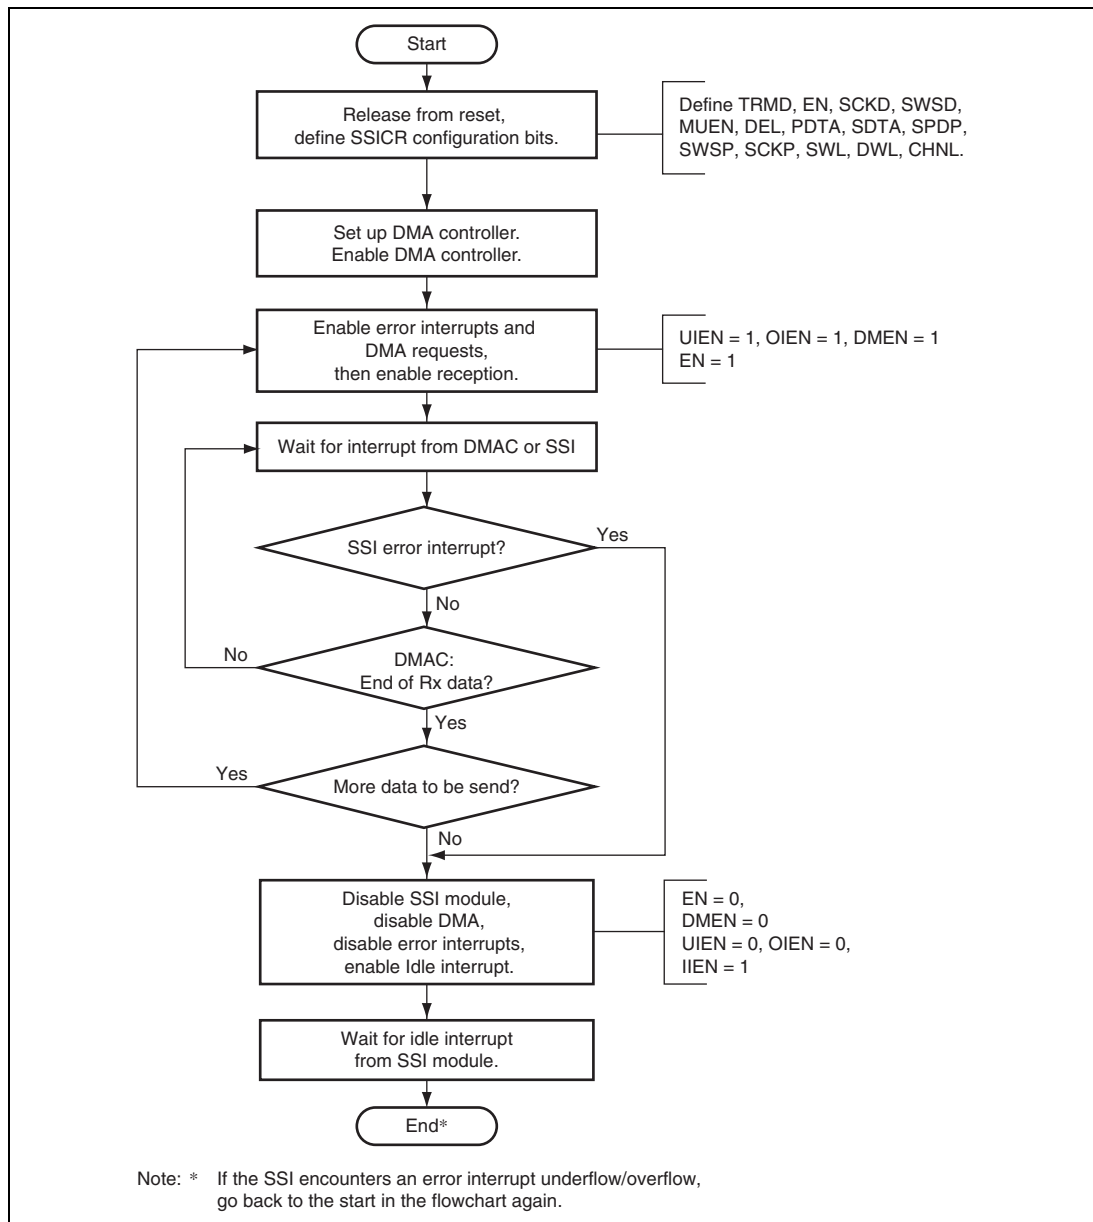 Start
Release from reset,
define SSICR configuration bits.
Define TRMD, EN, SCKD, SWSD,
MUEN, DEL, PDTA, SDTA, SPDP,
SWSP, SCKP, SWL, DWL, CHNL.
Set up DMA controller.
Enable DMA controller.
Enable error interrupts and
DMA requests,
then enable reception.
UIEN = 1, OIEN = 1, DMEN = 1
EN = 1
Wait for interrupt from DMAC or SSI
SSI error interrupt?
Yes
No
DMAC:
End of Rx data?
No
Yes
More data to be send?
Yes
No
Disable SSI module,
disable DMA,
disable error interrupts,
enable Idle interrupt.
EN = 0,
DMEN = 0
UIEN = 0, OIEN = 0,
IIEN = 1
Wait for idle interrupt
from SSI module.
End*
Note: * If the SSI encounters an error interrupt underflow/overflow,
go back to the start in the flowchart again.